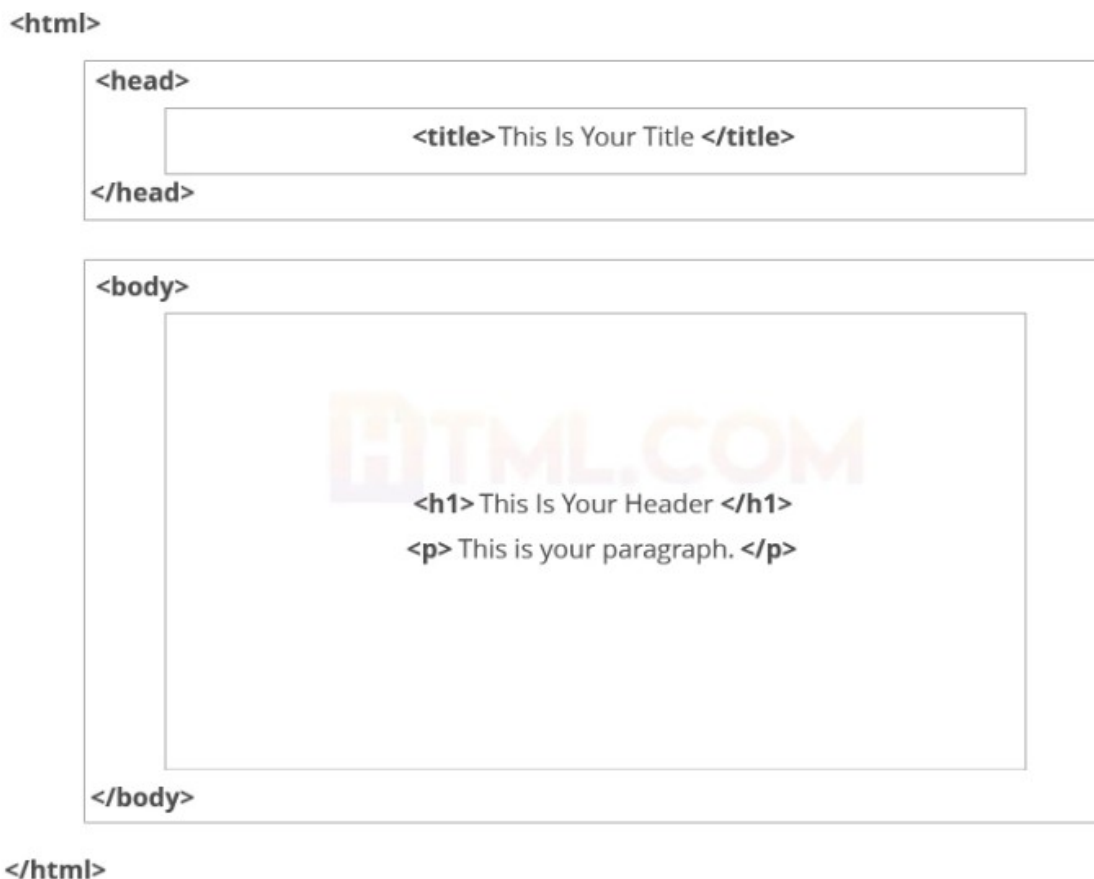 <html>
<head>
<title>This Is Your Title </title>
</head>
<body>
HTML.COM
<h1> This Is Your Header </h1>
<p> This is your paragraph. </p>
</body>
</html>